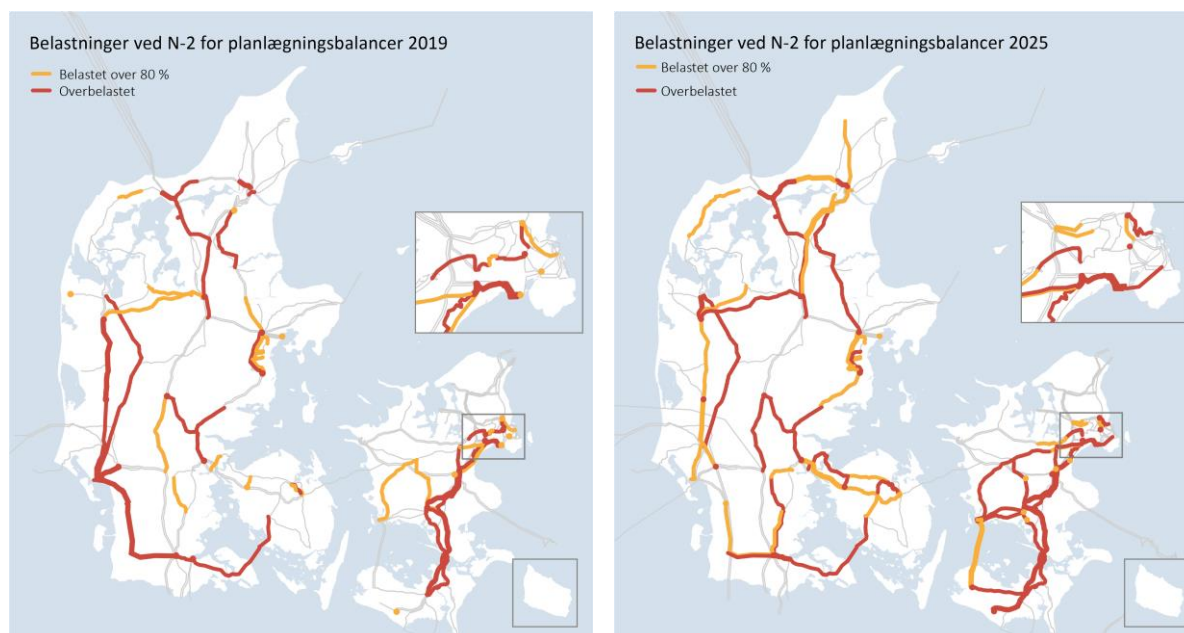 Belastninger ved N-2 for planlægningsbalancer 2019
Belastet over 80 %
Overbelastet
Belastninger ved N-2 for planlægningsbalancer 2025
Belastet over 80 %
Overbelastet